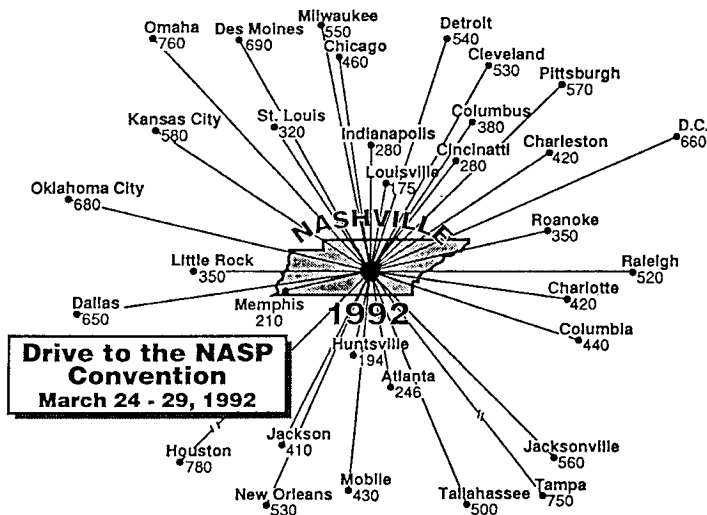 Omaha
760
Des Moines
690
Milwaukee
550
Chicago
460
Detroit
540
Cleveland
530
Pittsburgh
570
Kansas City
580
St. Louis
320
Indianapolis
280
Columbus
380
Cincinatti
280
Charleston
420
D.C.
660
Louisville
175
Oklahoma City
680
NASHVILLE
Roanoke
350
Little Rock
350
Raleigh
520
Dallas
650
Memphis
210
1992
Charlotte
420
Columbia
440
Drive to the NASP
Convention
March 24 - 29, 1992
Huntsville
194
Atlanta
246
Houston
780
Jackson
410
New Orleans
530
Mobile
430
Tallahassee
500
Jacksonville
560
Tampa
750